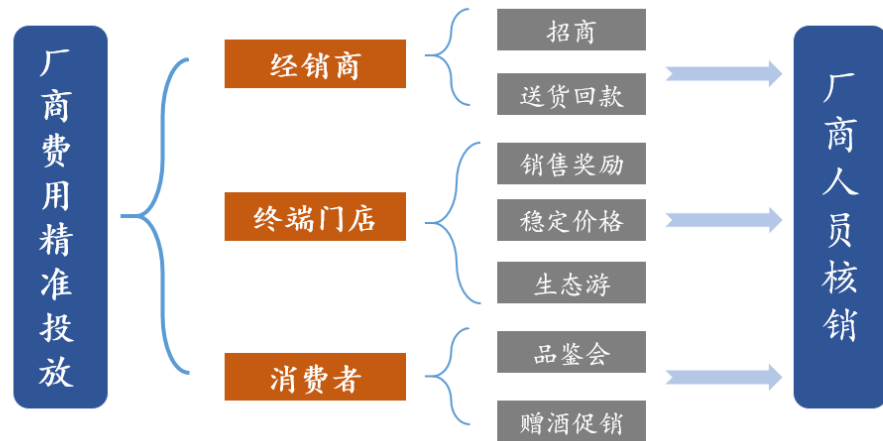 厂商费用精准投放
经销商
招商
送货回款
终端门店
销售奖励
稳定价格
生态游
消费者
品鉴会
赠酒促销
厂商人员核销